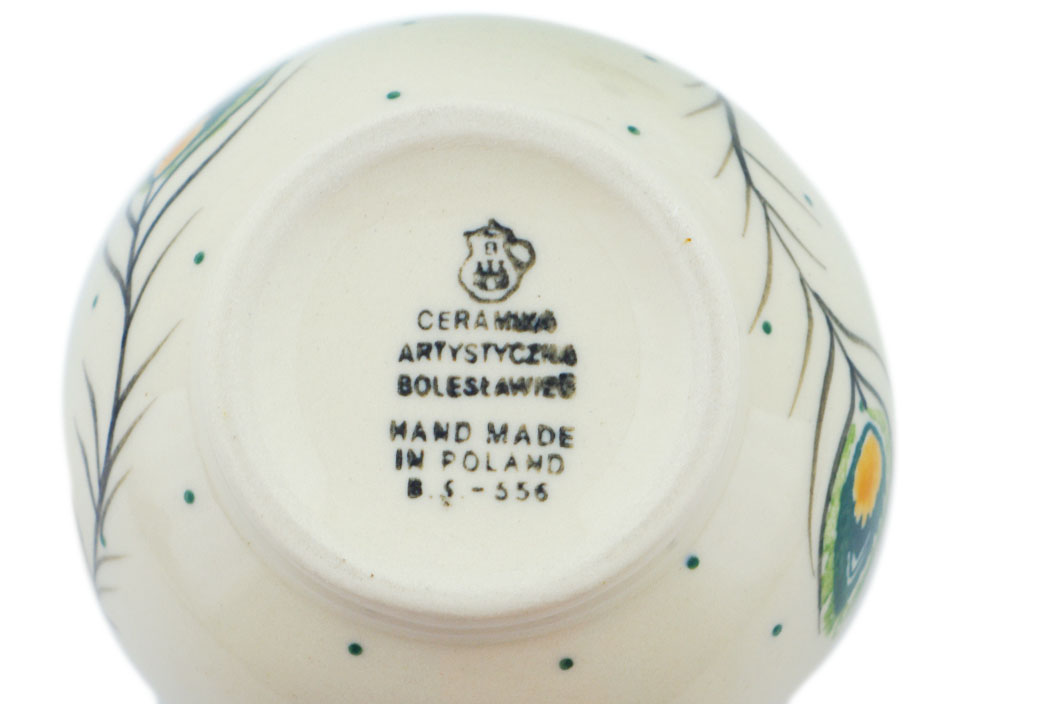 CERAMIKA
ARTYSTYCZNA
BOLESŁAWIEC
HAND MADE
IN POLAND
B.S.-556